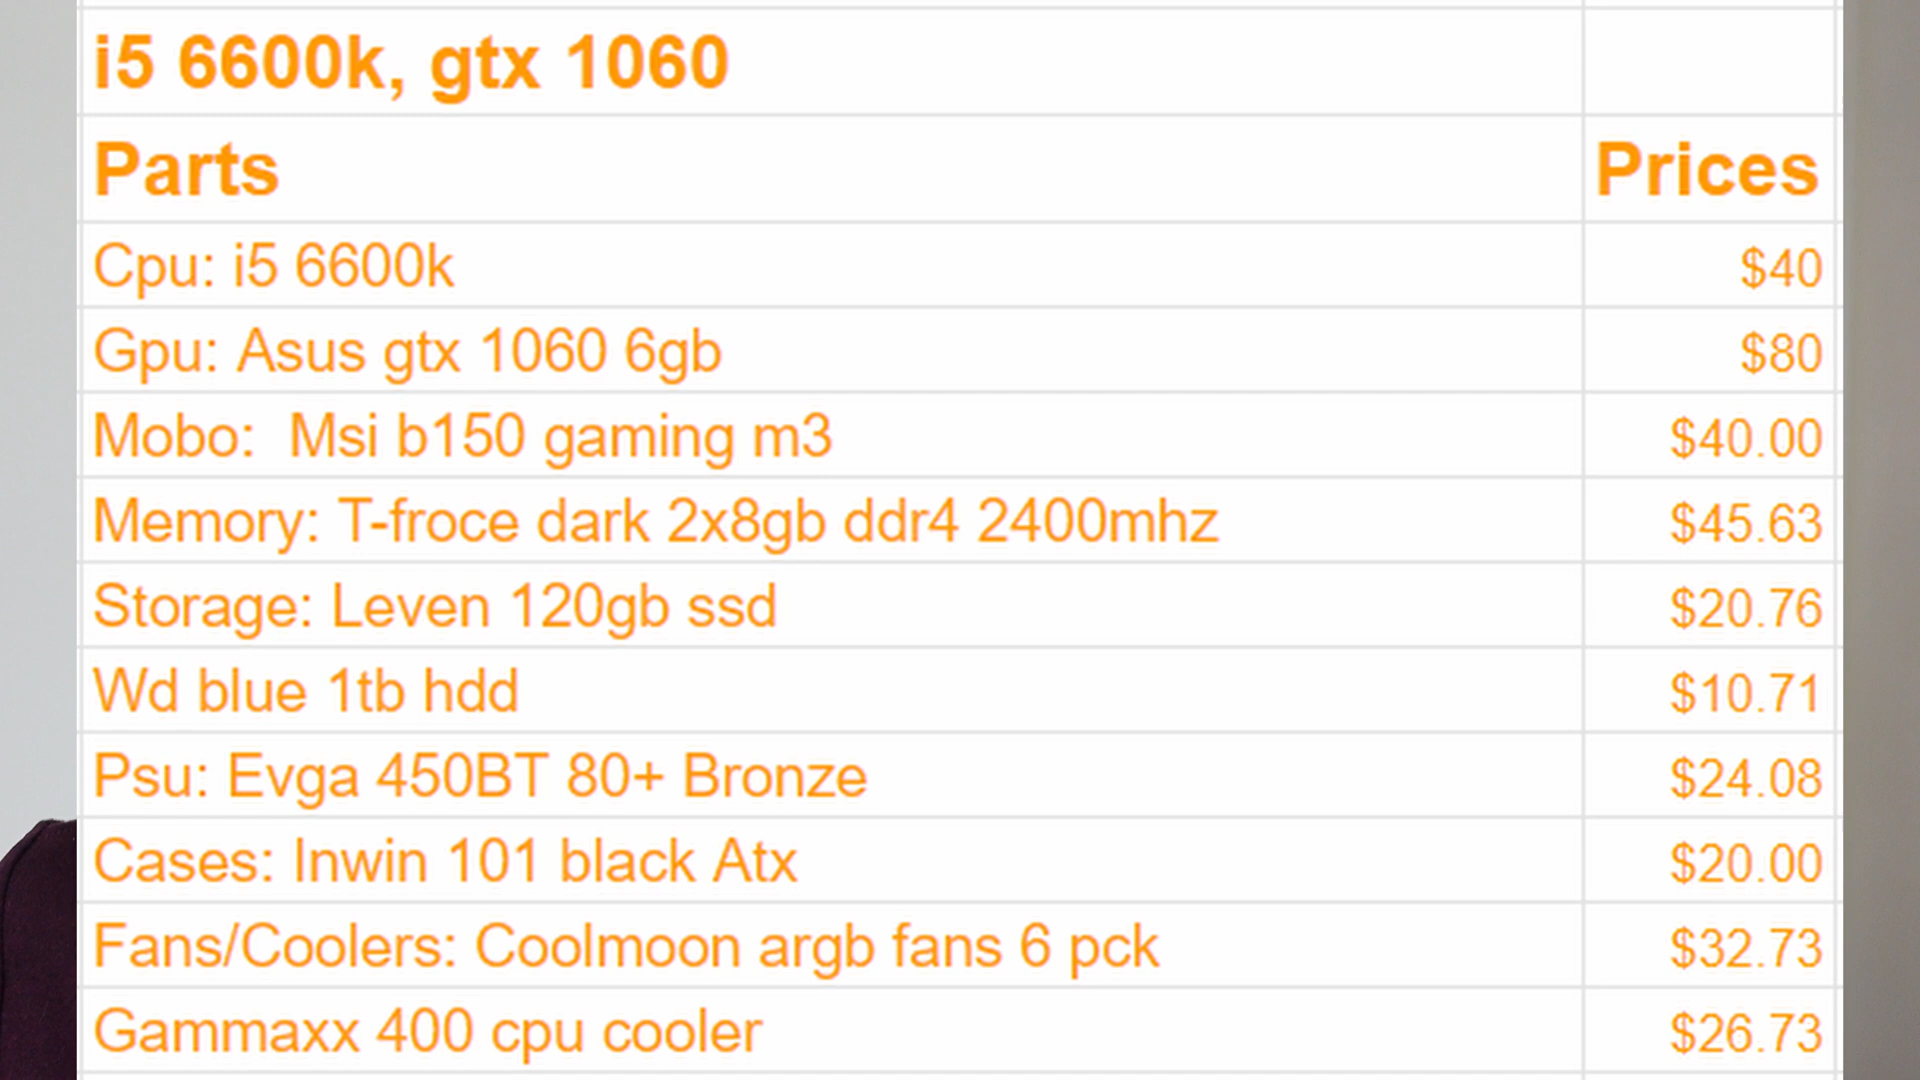 i5 6600k, gtx 1060
Parts Prices
Cpu: i5 6600k $40
Gpu: Asus gtx 1060 6gb $80
Mobo:  Msi b150 gaming m3 $40.00
Memory: T-froce dark 2x8gb ddr4 2400mhz $45.63
Storage: Leven 120gb ssd $20.76
Wd blue 1tb hdd $10.71
Psu: Evga 450BT 80+ Bronze $24.08
Cases: Inwin 101 black Atx $20.00
Fans/Coolers: Coolmoon argb fans 6 pck $32.73
Gammaxx 400 cpu cooler $26.73